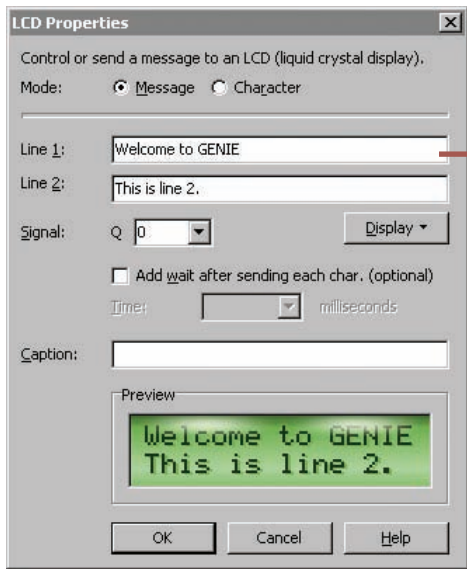 LCD Properties
Control or send a message to an LCD (liquid crystal display).
Mode: Message Character
Line 1: Welcome to GENIE
Line 2: This is line 2.
Signal: Q 0 Display
Add wait after sending each char. (optional)
Time: milliseconds
Caption:
Preview
Welcome to GENIE
This is line 2.
OK Cancel Help